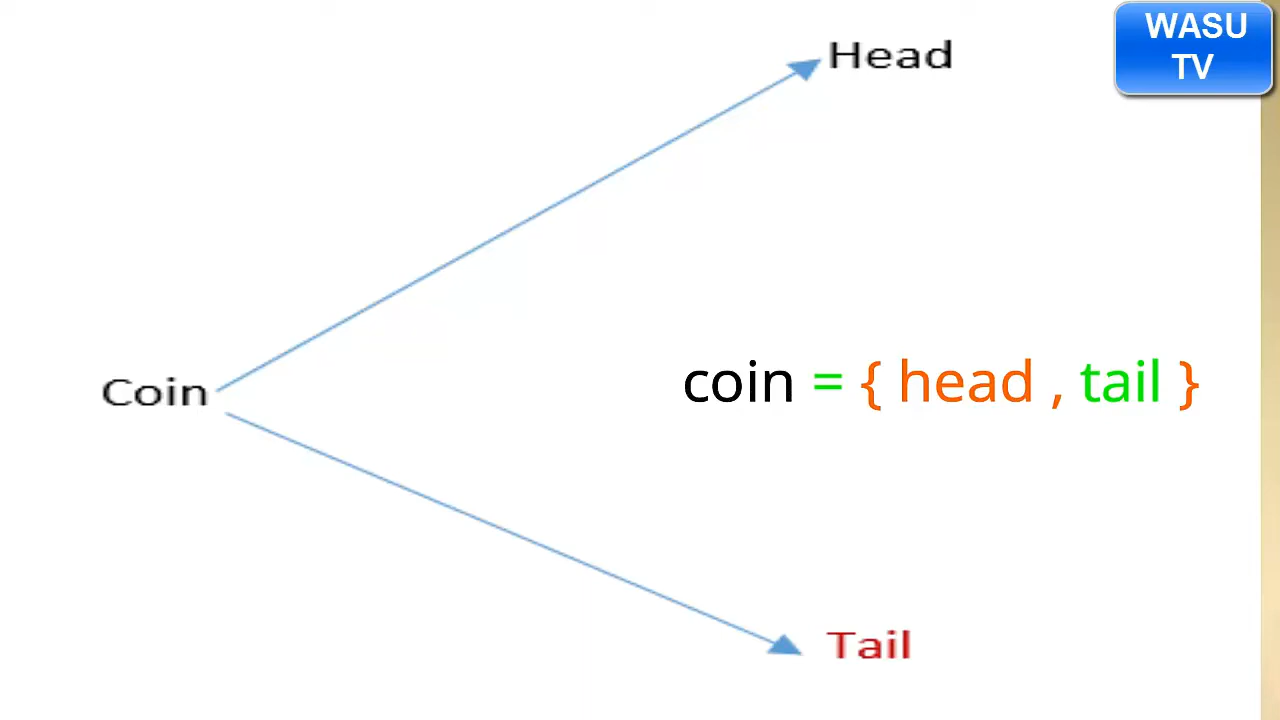 WASU
TV
Head
Coin
coin = { head , tail }
Tail